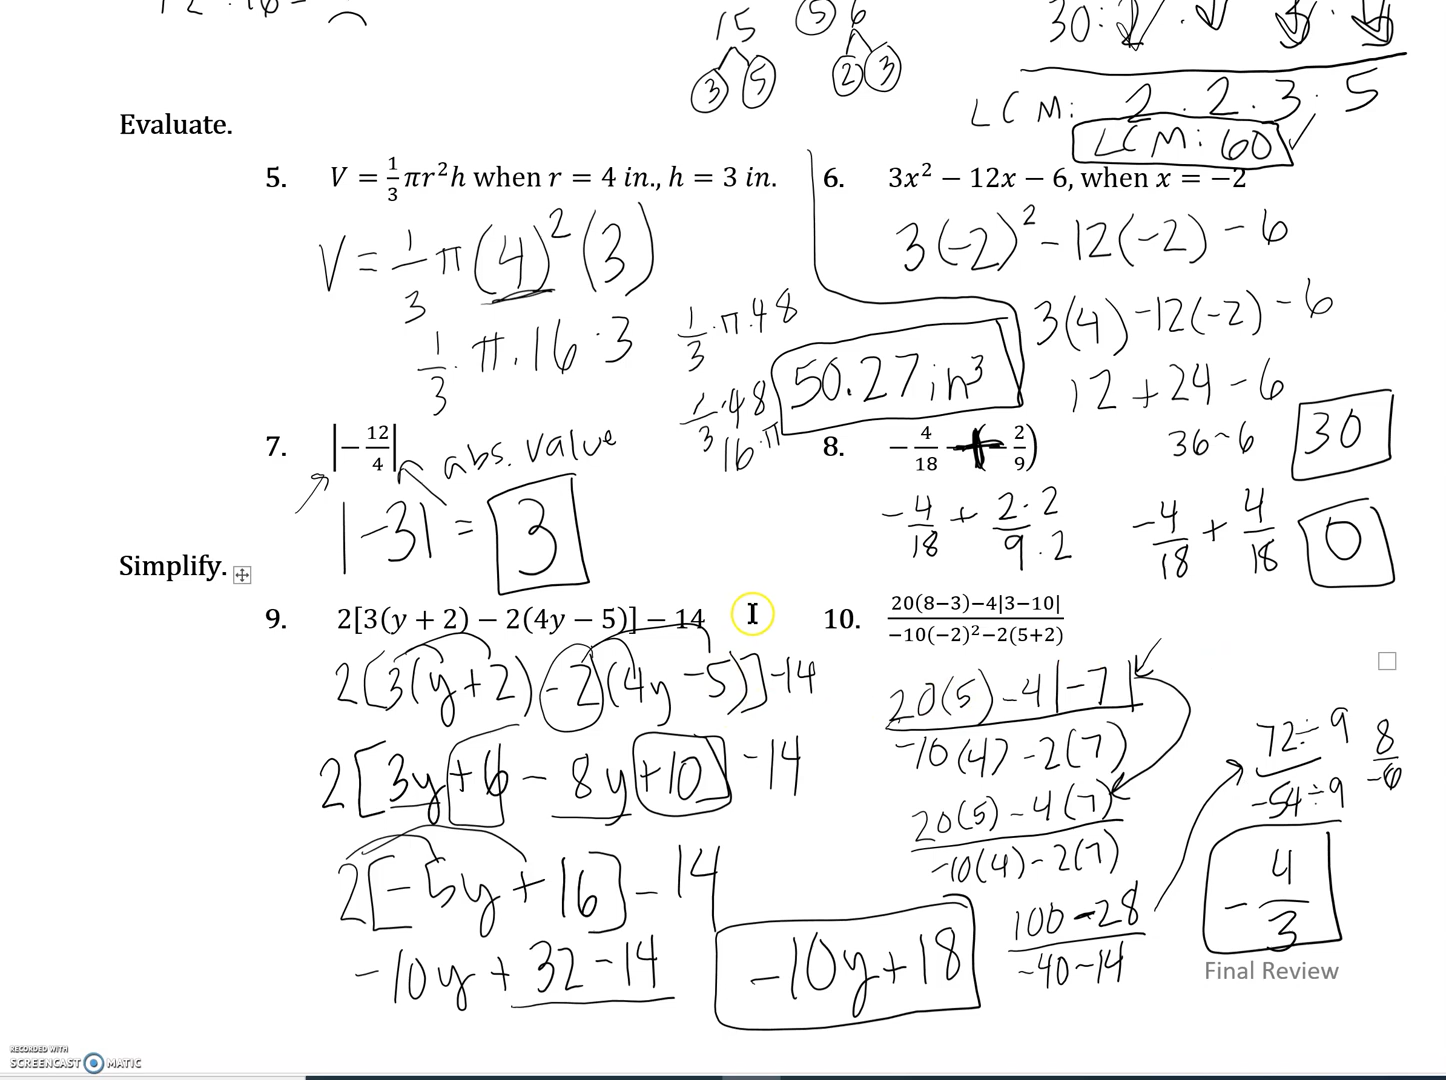 15
5 6
3 5
2 3
30:
LCM: 2 . 2 . 3 . 5
LCM: 60
Evaluate.
5. V = 1/3 πr²h when r = 4 in., h = 3 in.
V = 1/3 π (4)² (3)
1/3 · π · 16 · 3
1/3 · π · 48
1/3 · 48
16 · π
50.27 in³
6. 3x² − 12x − 6, when x = −2
3(-2)² - 12(-2) - 6
3(4) - 12(-2) - 6
12 + 24 - 6
36 - 6
30
7. |− 12/4|
abs. value
|-3| = 3
8. − 4/18 2/9)
-4/18 + 2·2/9·2
-4/18 + 4/18
0
Simplify.
9. 2[3(y + 2) − 2(4y − 5)] − 14
2[3(y+2) -2(4y-5)] -14
2[3y+6 - 8y+10] -14
2[-5y + 16] - 14
-10y + 32 - 14
-10y + 18
10. 20(8−3)−4|3−10| / −10(−2)²−2(5+2)
20(5) - 4|-7|
-10(4) - 2(7)
20(5) - 4(7)
-10(4) - 2(7)
100 - 28
-40 - 14
72 ÷ 9
-54 ÷ 9
8
-6
- 4/3
Final Review
RECORDED WITH
SCREENCAST MATIC